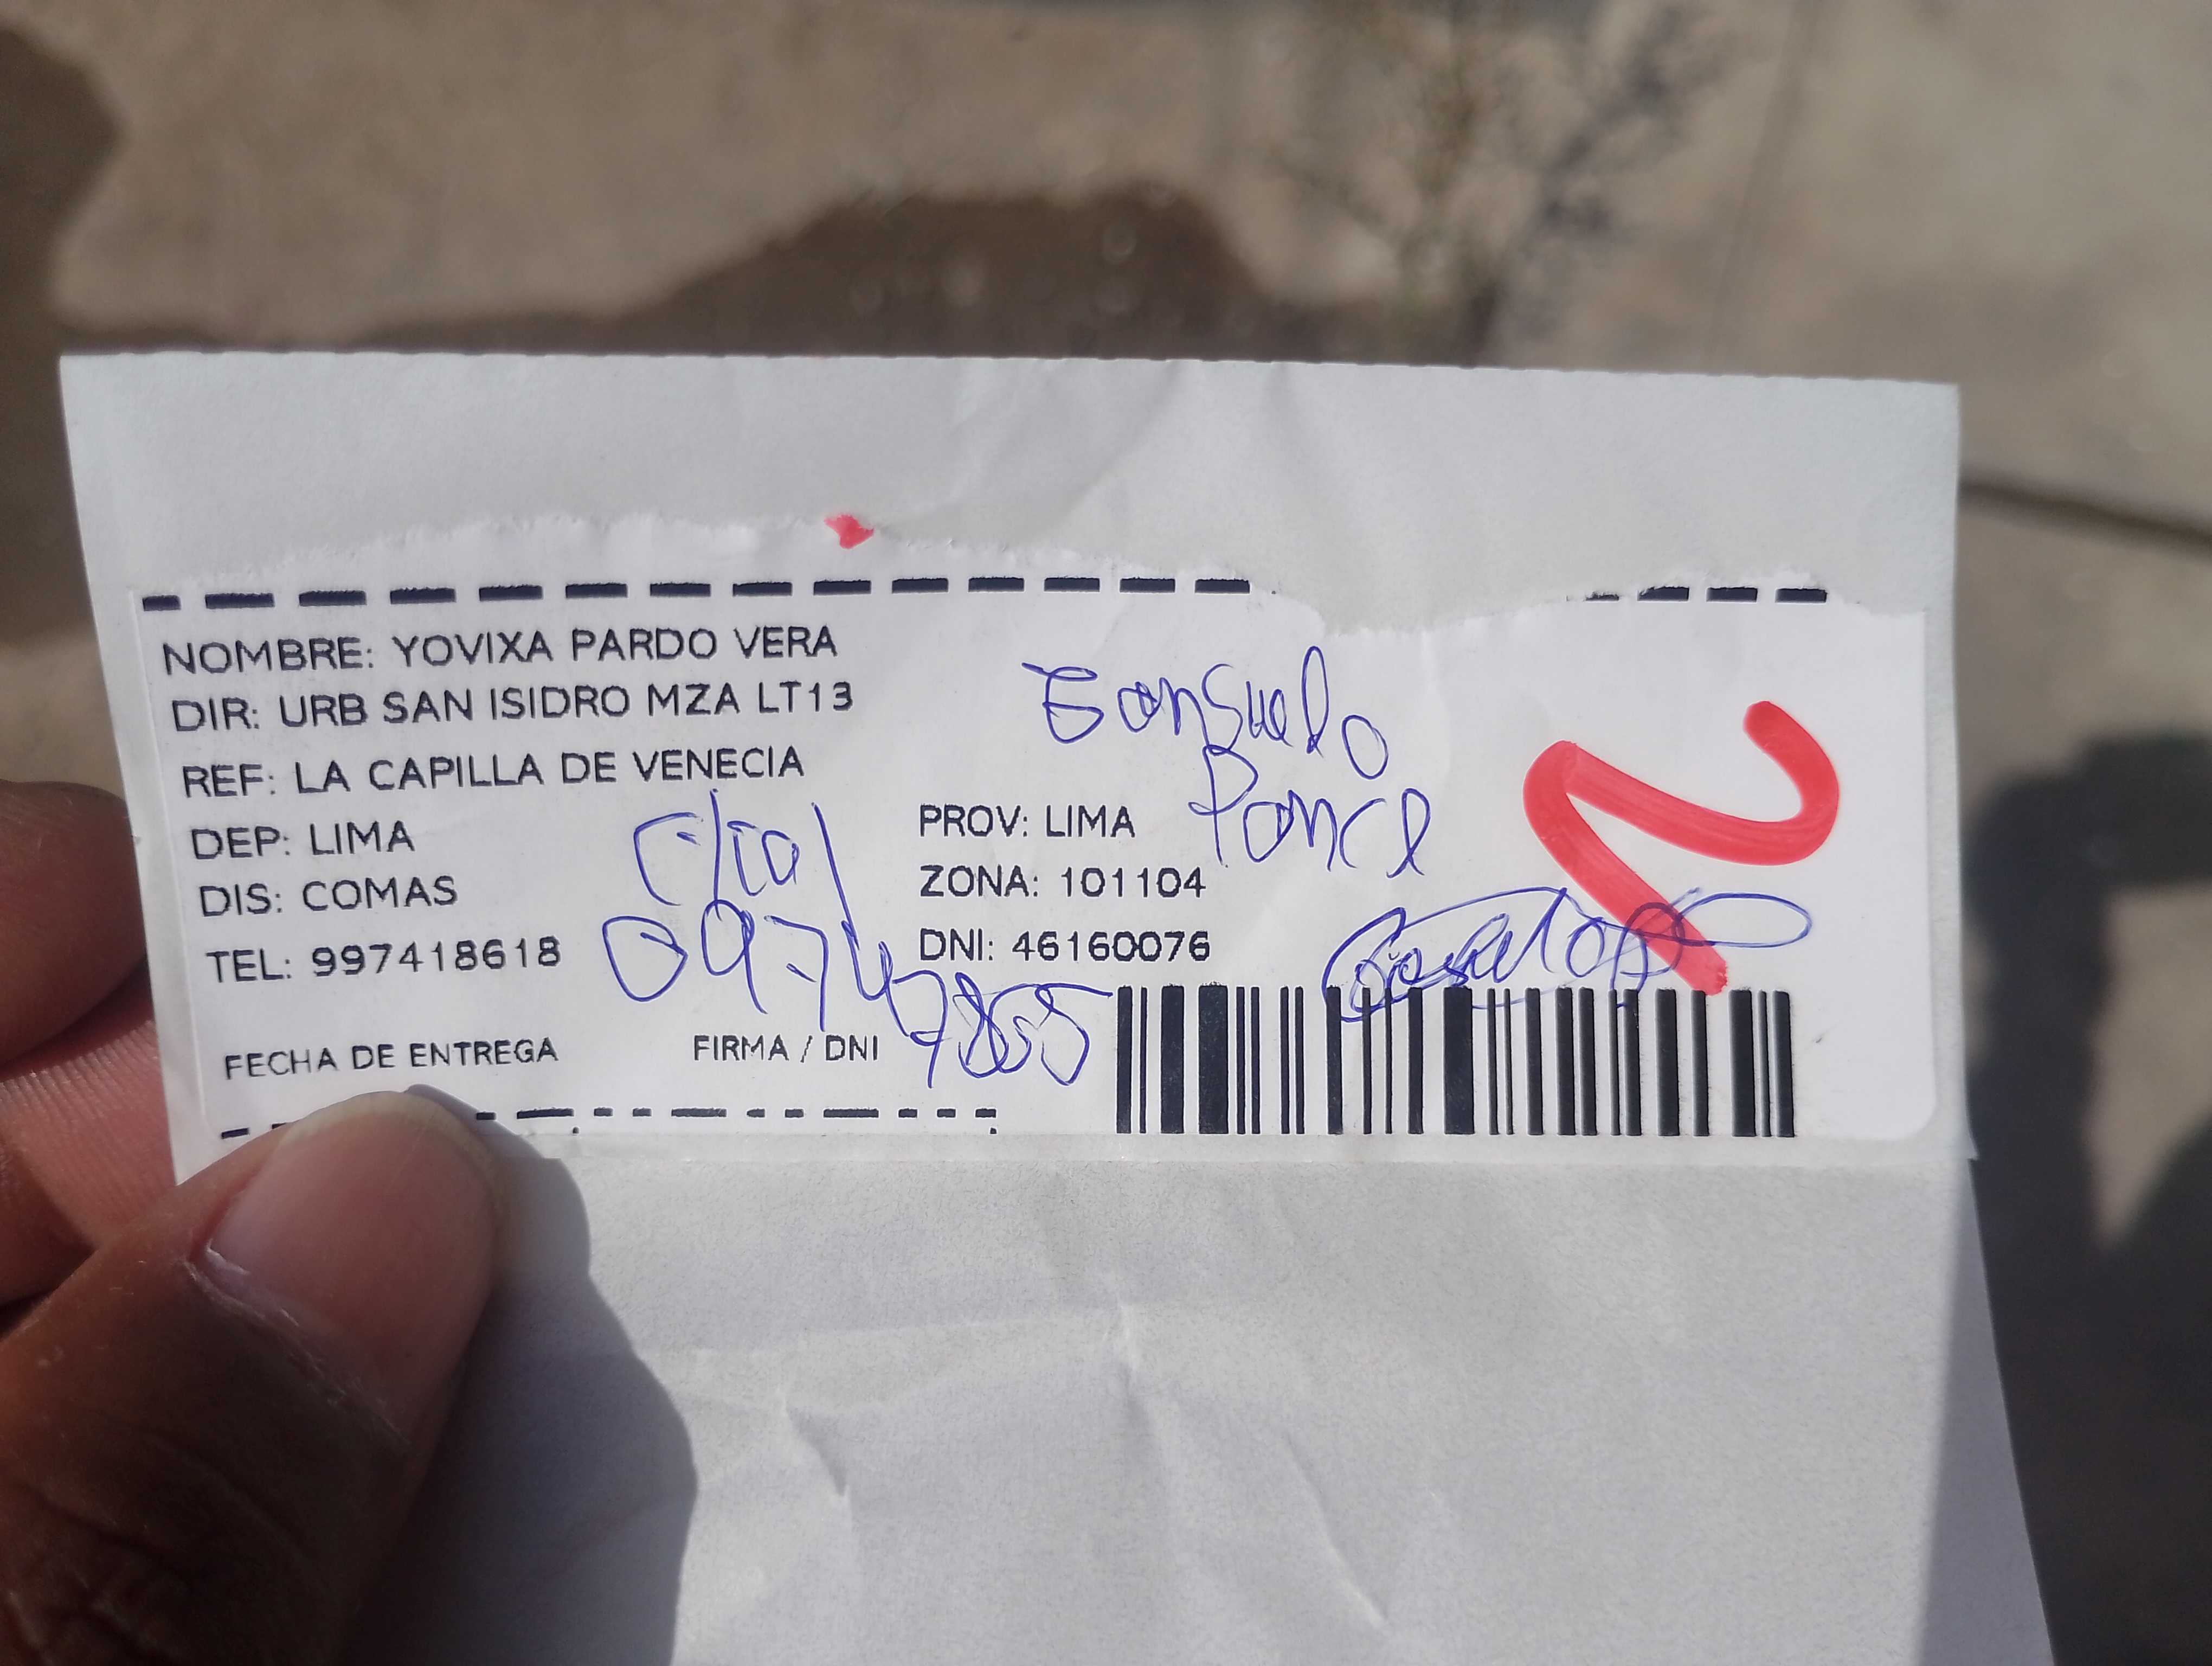 NOMBRE: YOVIXA PARDO VERA
DIR: URB SAN ISIDRO MZA LT13
REF: LA CAPILLA DE VENECIA
Consuelo
Ponce
DEP: LIMA
PROV: LIMA
DIS: COMAS
ZONA: 101104
TEL: 997418618
DNI: 46160076
FECHA DE ENTREGA
FIRMA / DNI